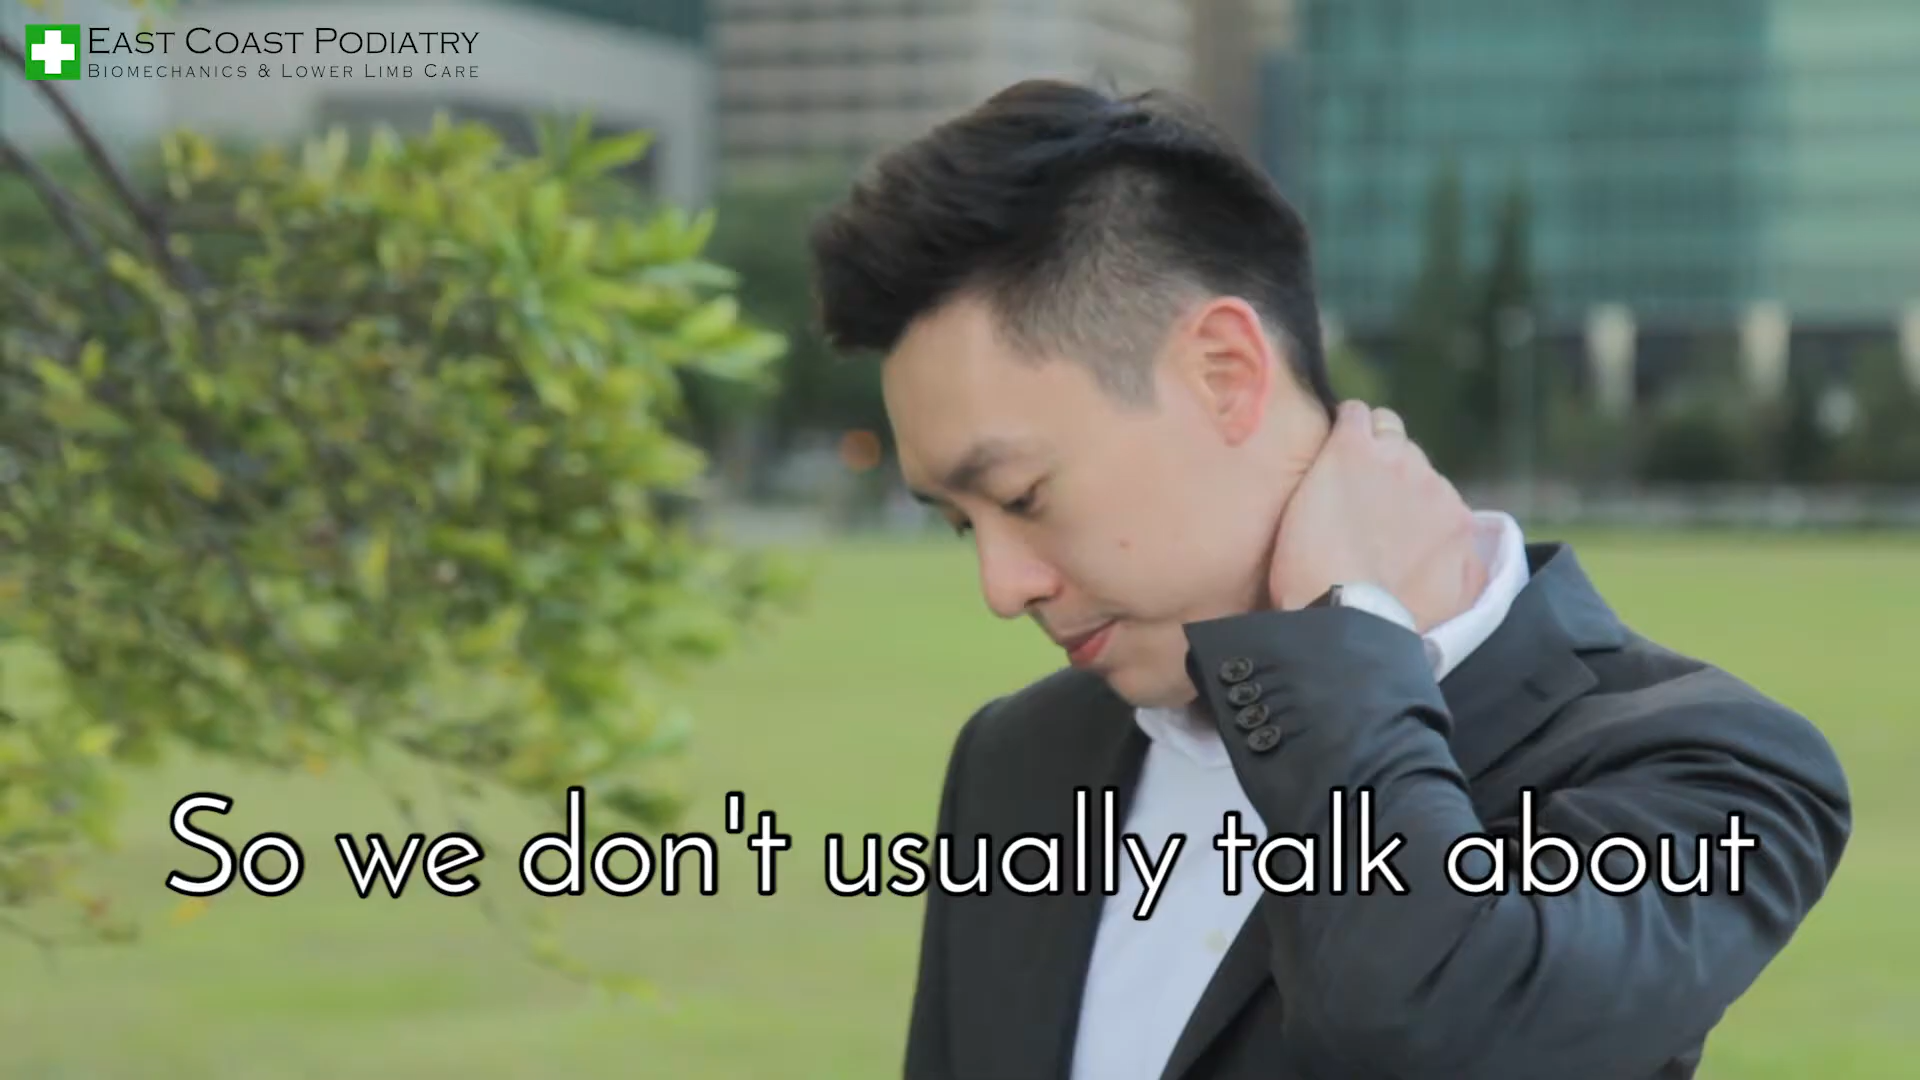 EAST COAST PODIATRY
BIOMECHANICS & LOWER LIMB CARE
So we don't usually talk about